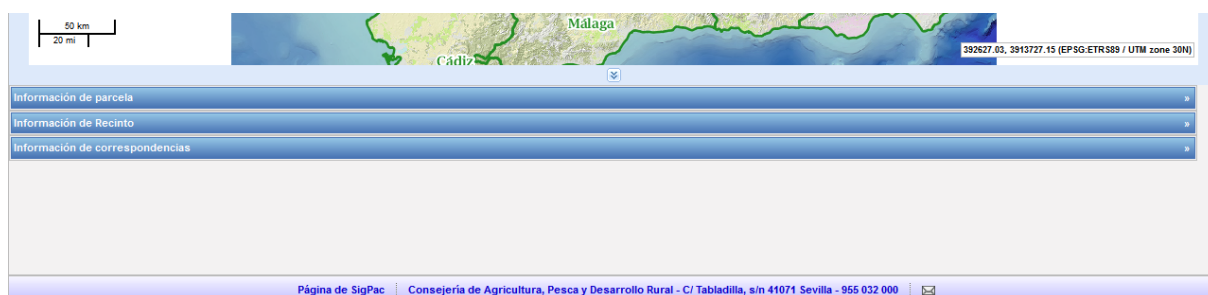 50 km
20 mi
Málaga
Cádiz
392627.03, 3913727.15 (EPSG:ETRS89 / UTM zone 30N)
Información de parcela »
Información de Recinto »
Información de correspondencias »
Página de SigPac Consejería de Agricultura, Pesca y Desarrollo Rural - C/ Tabladilla, s/n 41071 Sevilla - 955 032 000